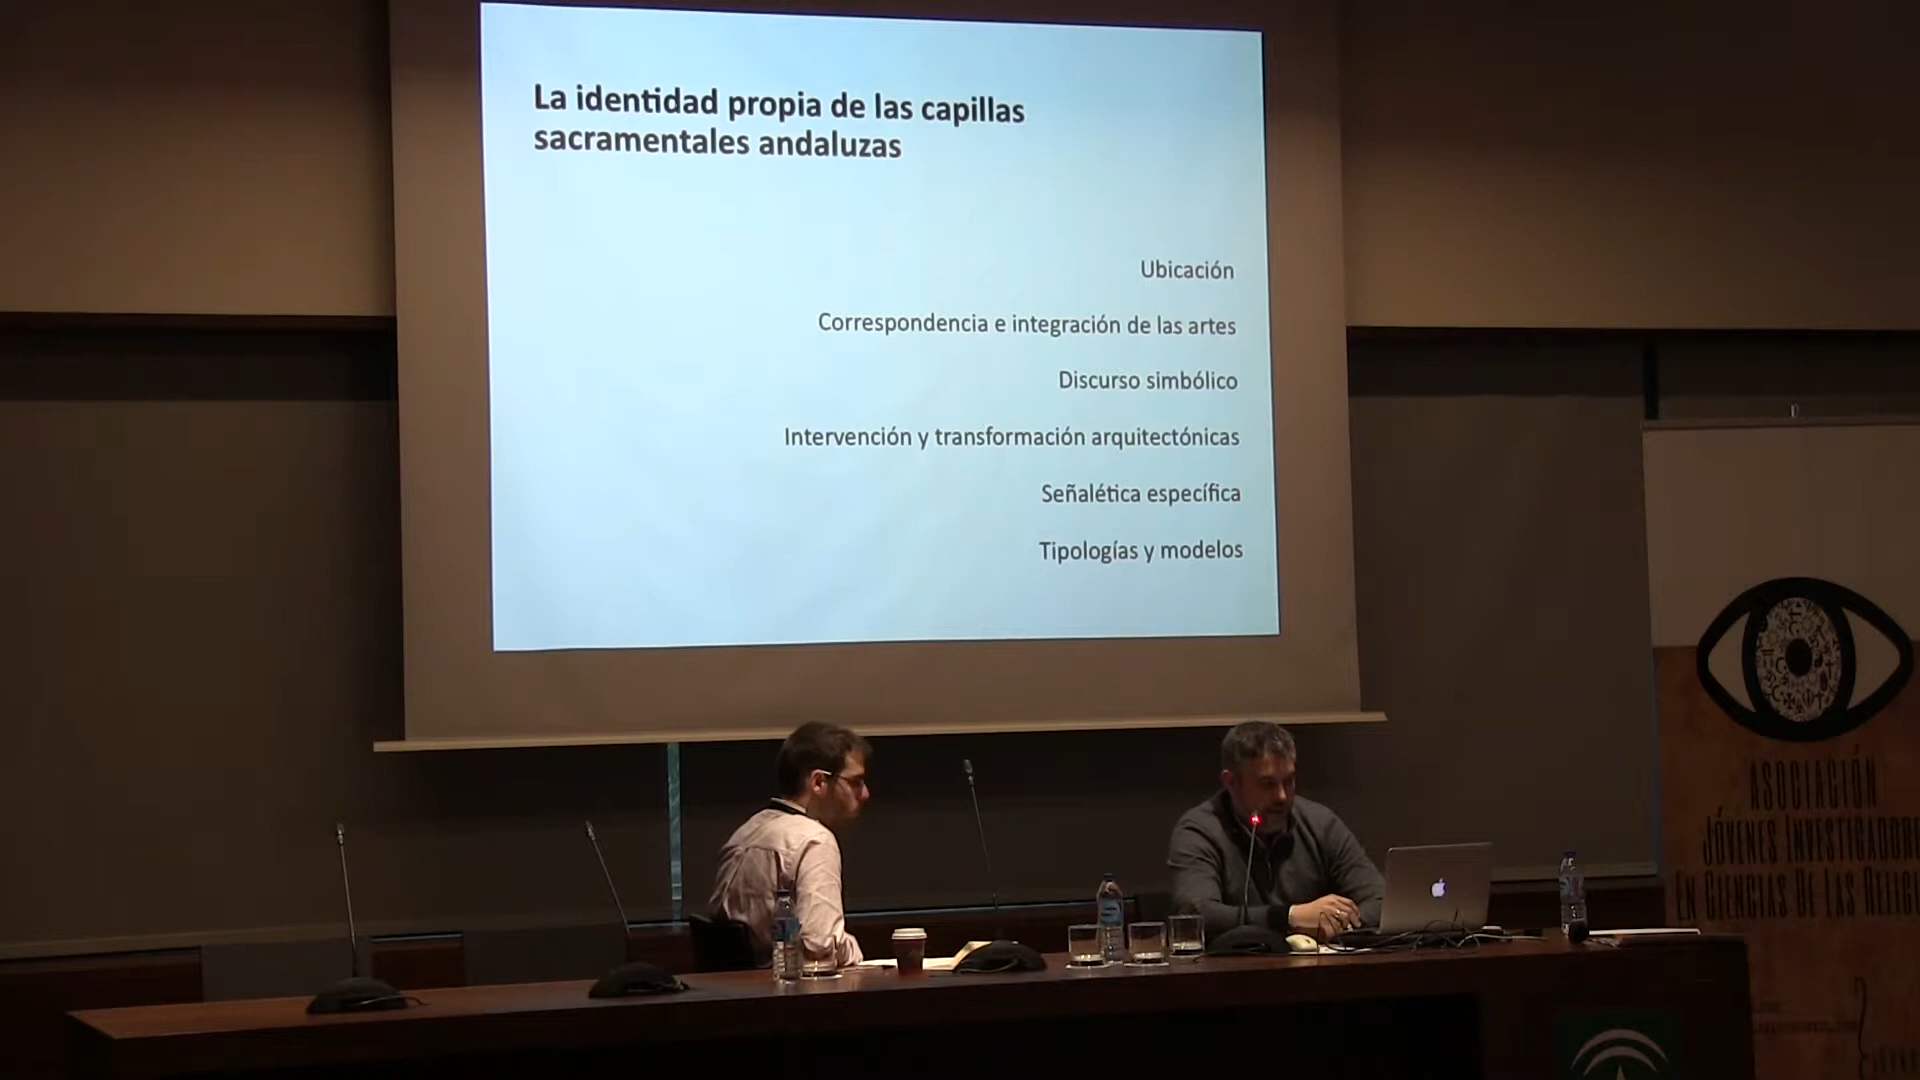 La identidad propia de las capillas
sacramentales andaluzas
Ubicación
Correspondencia e integración de las artes
Discurso simbólico
Intervención y transformación arquitectónicas
Señalética específica
Tipologías y modelos
ASOCIACIÓN
JÓVENES INVESTIGADORE
EN CIENCIAS DE LAS RELIGI